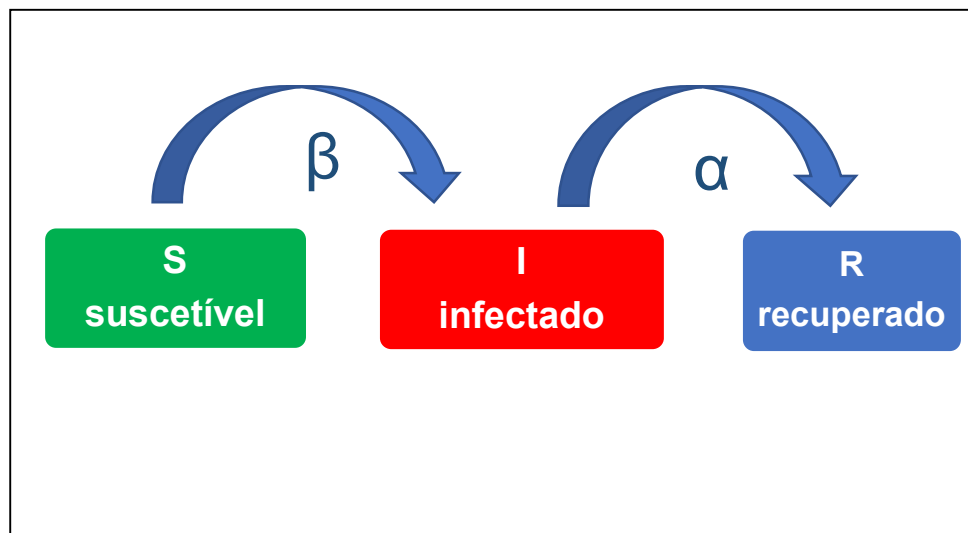 β
α
S
suscetível
I
infectado
R
recuperado